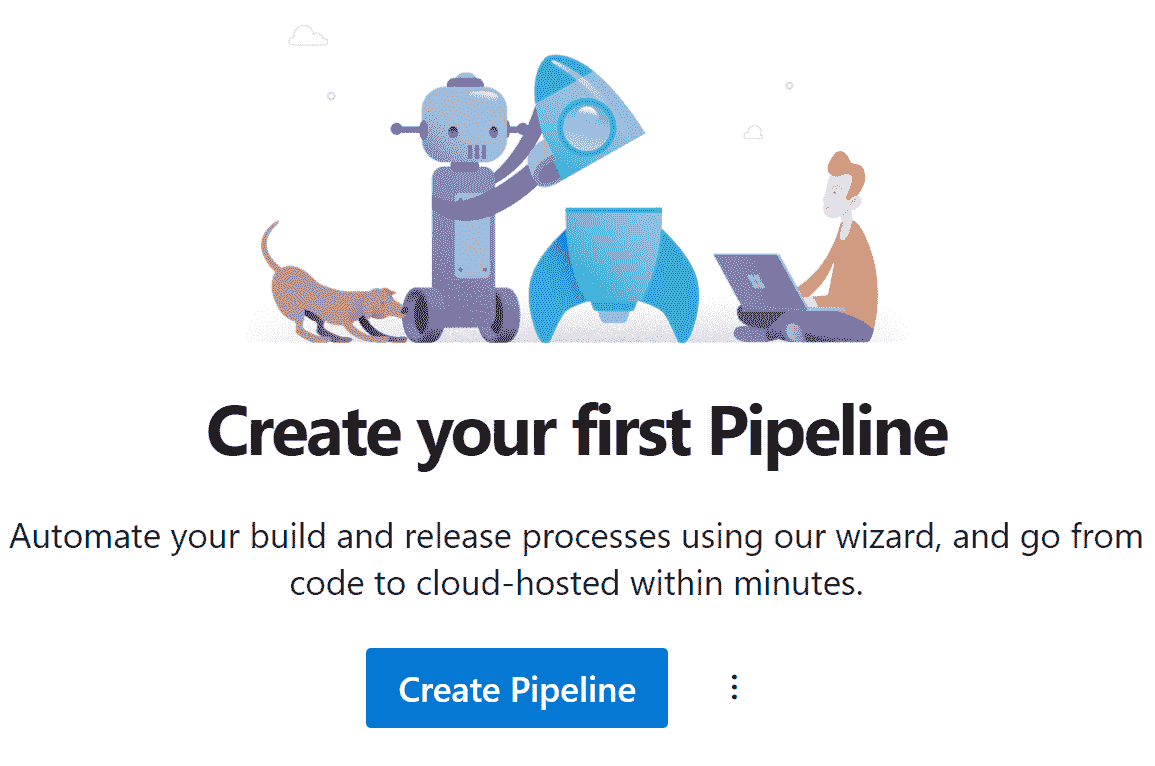 Create your first Pipeline
Automate your build and release processes using our wizard, and go from
code to cloud-hosted within minutes.
Create Pipeline